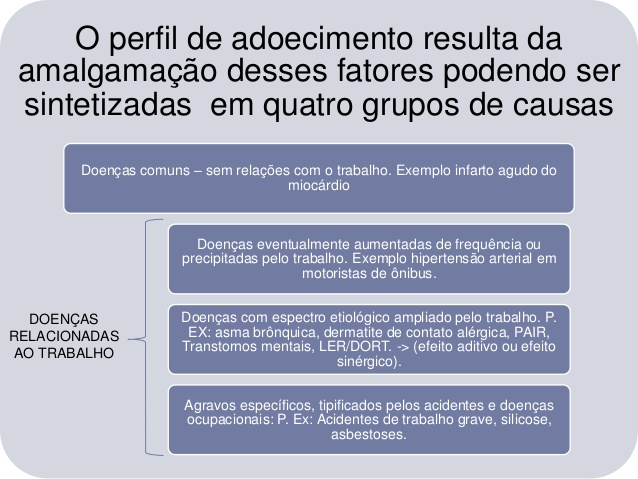 O perfil de adoecimento resulta da
amalgamação desses fatores podendo ser
sintetizadas em quatro grupos de causas
Doenças comuns – sem relações com o trabalho. Exemplo infarto agudo do
miocárdio
Doenças eventualmente aumentadas de frequência ou
precipitadas pelo trabalho. Exemplo hipertensão arterial em
motoristas de ônibus.
DOENÇAS
RELACIONADAS
AO TRABALHO
Doenças com espectro etiológico ampliado pelo trabalho. P.
EX: asma brônquica, dermatite de contato alérgica, PAIR,
Transtornos mentais, LER/DORT. -> (efeito aditivo ou efeito
sinérgico).
Agravos específicos, tipificados pelos acidentes e doenças
ocupacionais: P. Ex: Acidentes de trabalho grave, silicose,
asbestoses.